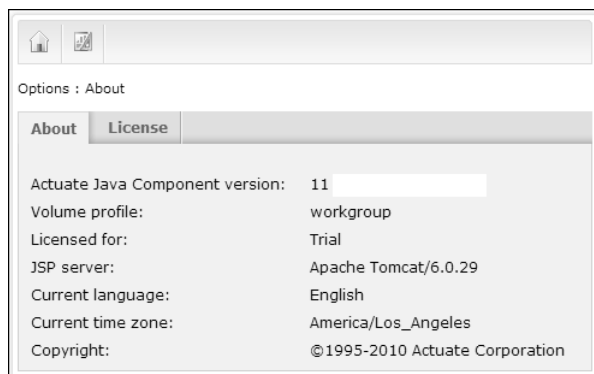 Options : About
About License
Actuate Java Component version: 11
Volume profile: workgroup
Licensed for: Trial
JSP server: Apache Tomcat/6.0.29
Current language: English
Current time zone: America/Los_Angeles
Copyright: ©1995-2010 Actuate Corporation